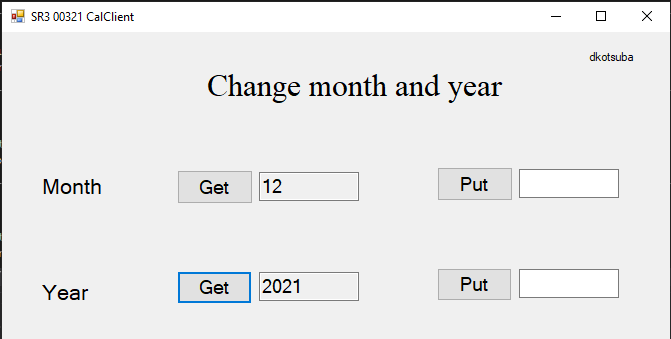 SR3 00321 CalClient
dkotsuba
Change month and year
Month Get 12 Put
Year Get 2021 Put